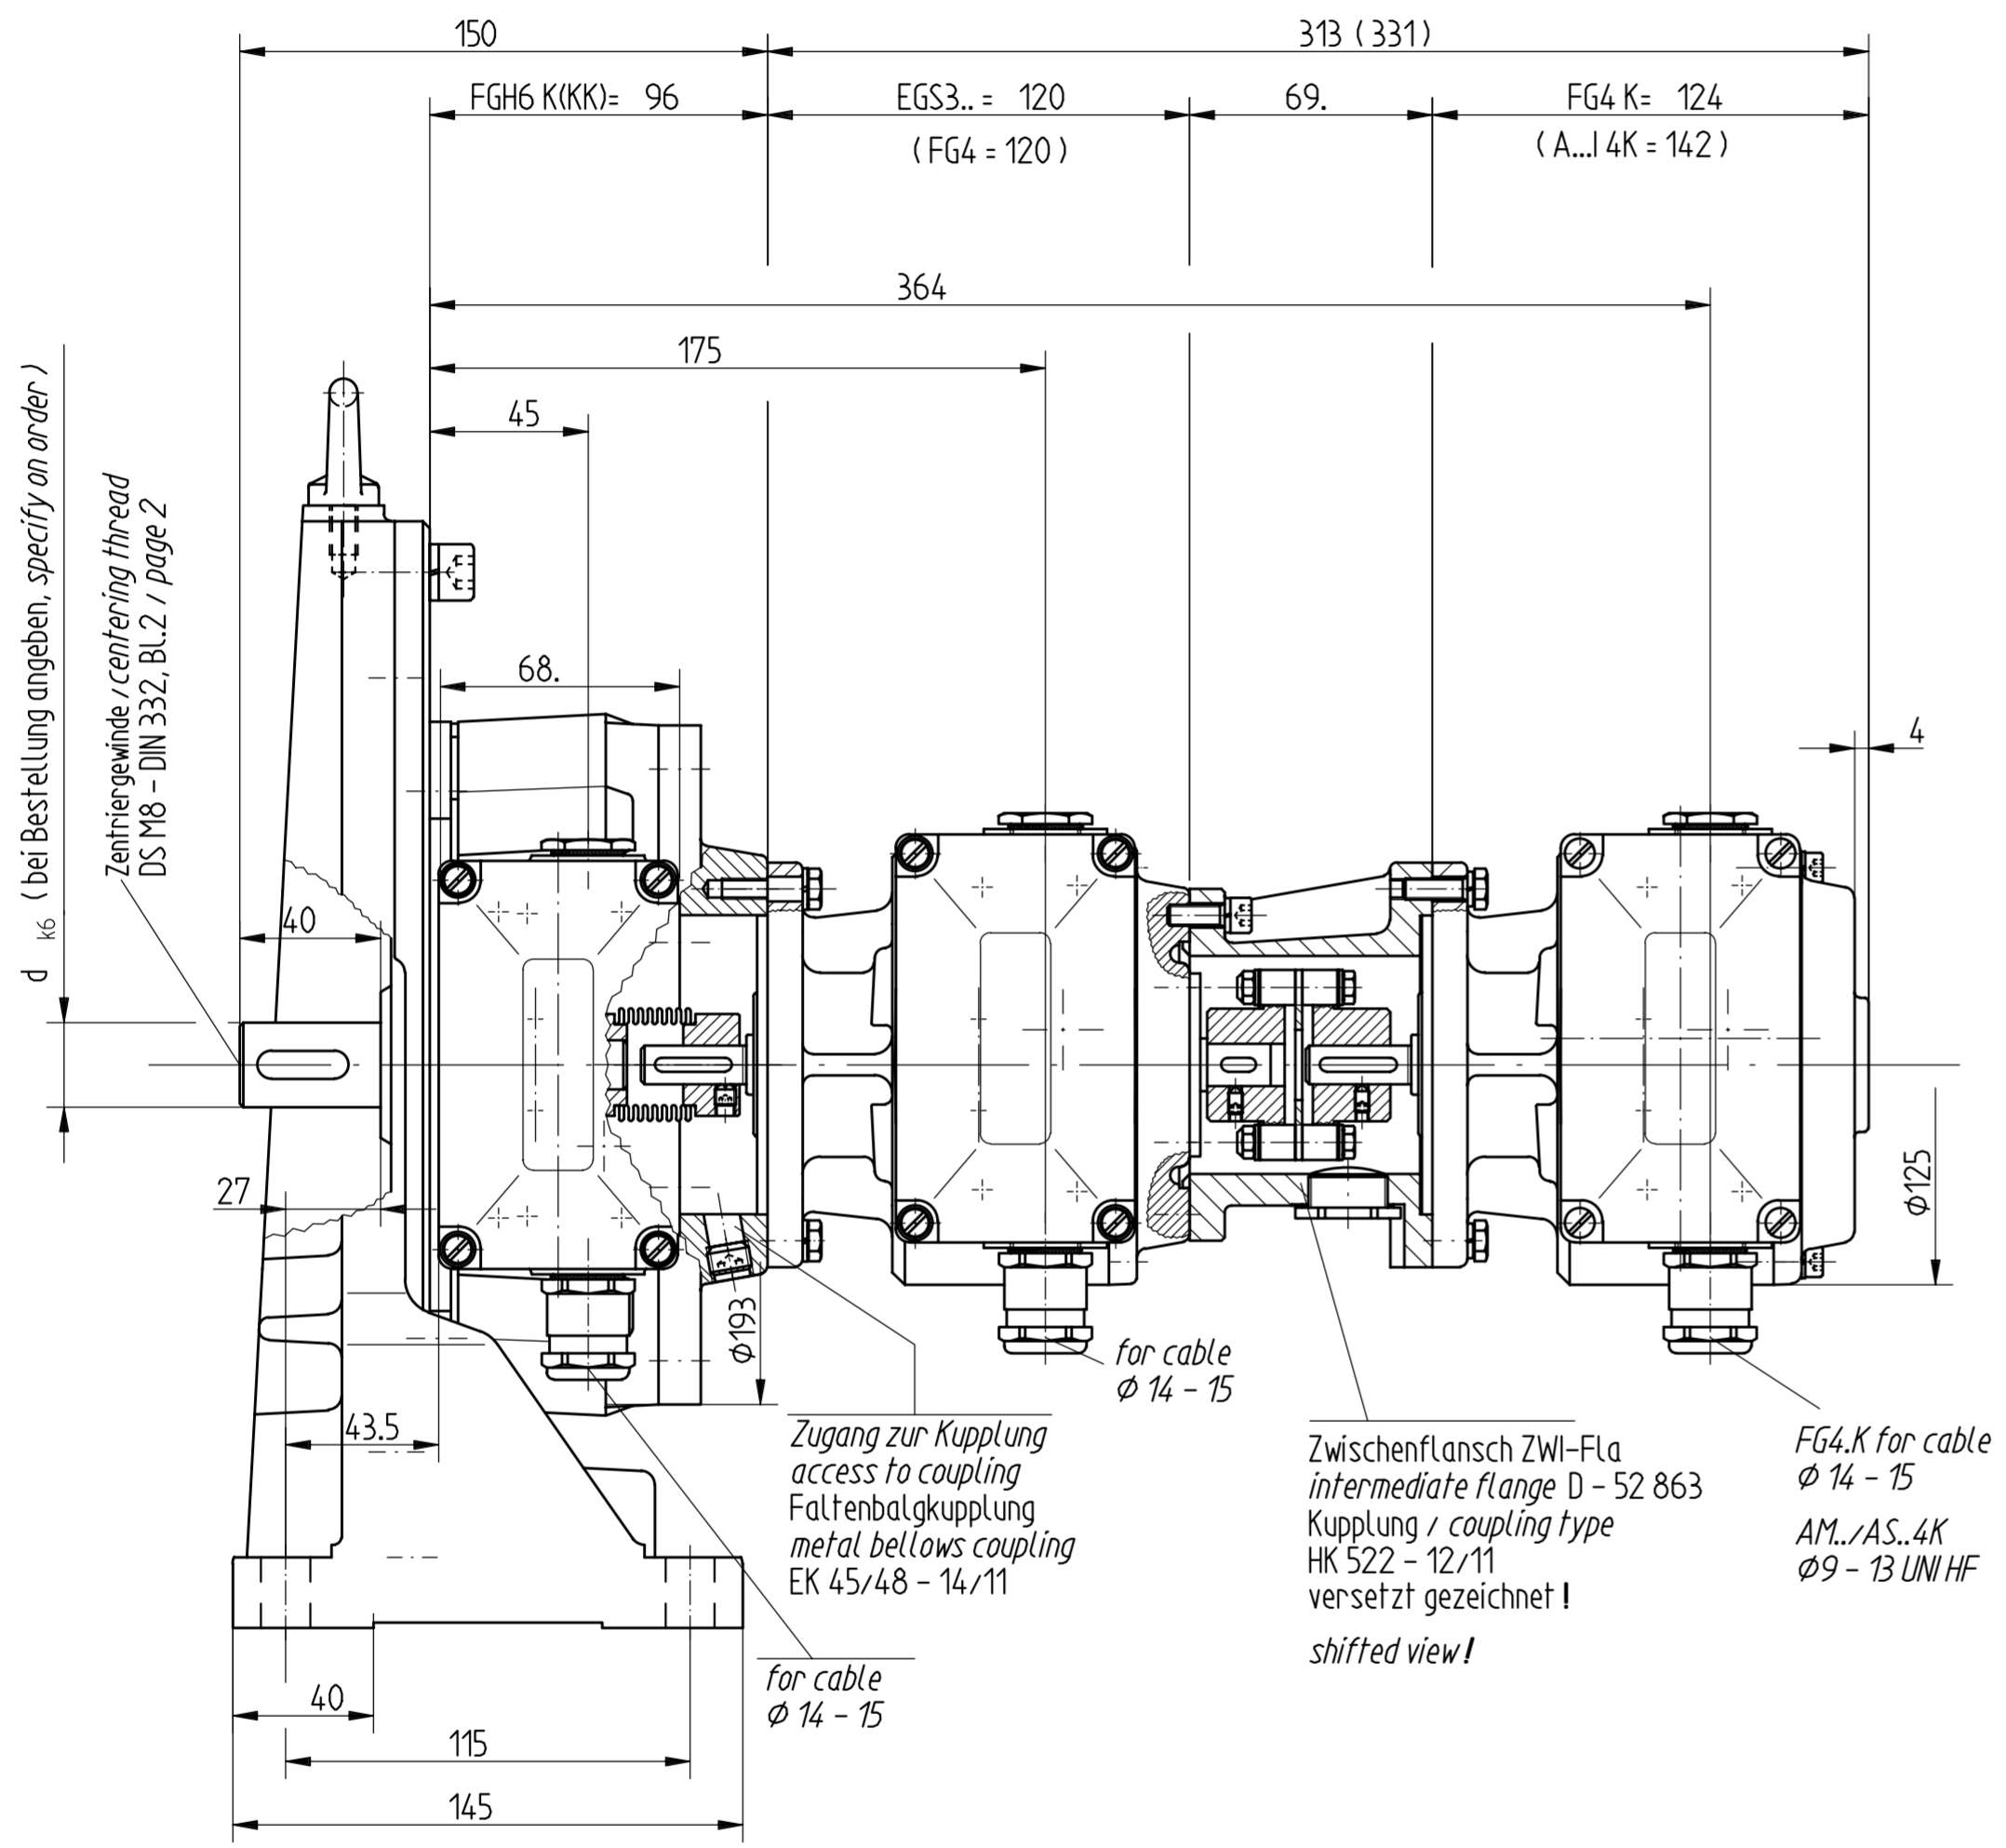 150
313 (331)
FGH6 K(KK)= 96
EGS3.. = 120
(FG4 = 120)
69.
FG4 K= 124
(A...I 4K = 142)
364
175
45
68.
4
d k6 (bei Bestellung angeben, specify on order)
Zentriergewinde / centering thread
DS M8 - DIN 332, Bl.2 / page 2
40
27
43.5
ϕ193
ϕ125
for cable
ϕ 14 - 15
Zugang zur Kupplung
access to coupling
Faltenbalgkupplung
metal bellows coupling
EK 45/48 - 14/11
Zwischenflansch ZWI-Fla
intermediate flange D - 52 863
Kupplung / coupling type
HK 522 - 12/11
versetzt gezeichnet!
shifted view!
FG4.K for cable
ϕ 14 - 15
AM../AS..4K
ϕ9 - 13 UNI HF
for cable
ϕ 14 - 15
40
115
145